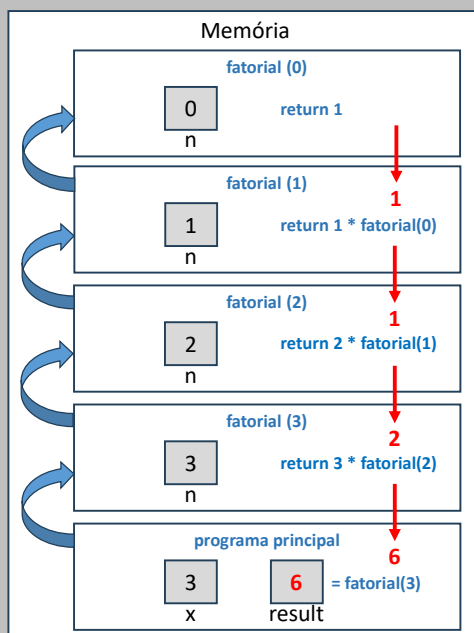 Memória
fatorial (0)
0 return 1
n
fatorial (1)
1
1 return 1 * fatorial(0)
n
fatorial (2)
1
2 return 2 * fatorial(1)
n
fatorial (3)
2
3 return 3 * fatorial(2)
n
programa principal
6
3 6 = fatorial(3)
x result